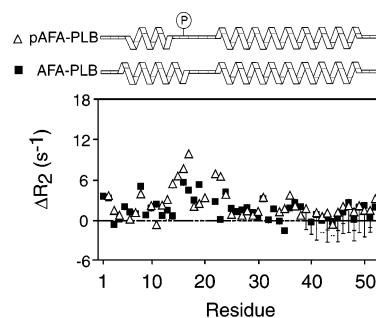 P
△ pAFA-PLB
■ AFA-PLB
18
12
6
0
-6
ΔR₂ (s⁻¹)
1 10 20 30 40 50
Residue